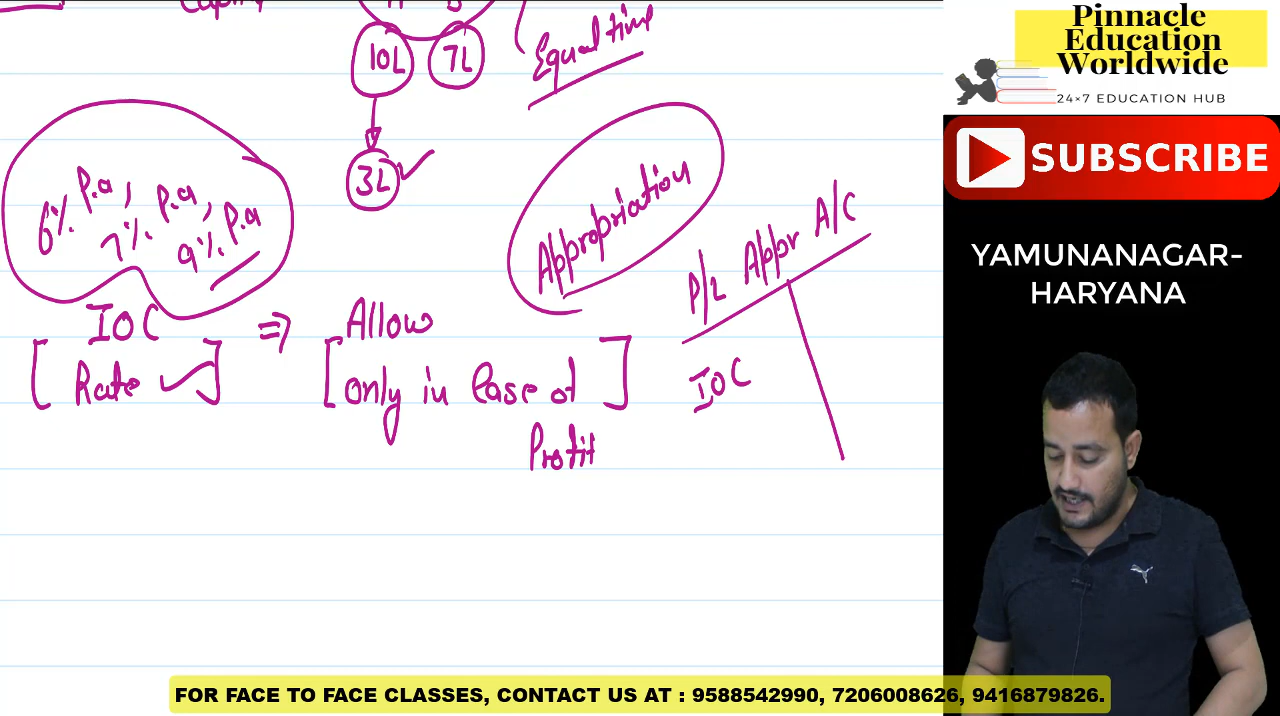 A B
10L 7L
Equal time
3L
6% P.a,
7% P.a,
9% P.a
Appropriation
P/L Appr A/C
IOC
Rate
⇒
Allow
only in Case of
Profit
IOC
Pinnacle
Education
Worldwide
24×7 EDUCATION HUB
SUBSCRIBE
YAMUNANAGAR-
HARYANA
FOR FACE TO FACE CLASSES, CONTACT US AT : 9588542990, 7206008626, 9416879826.